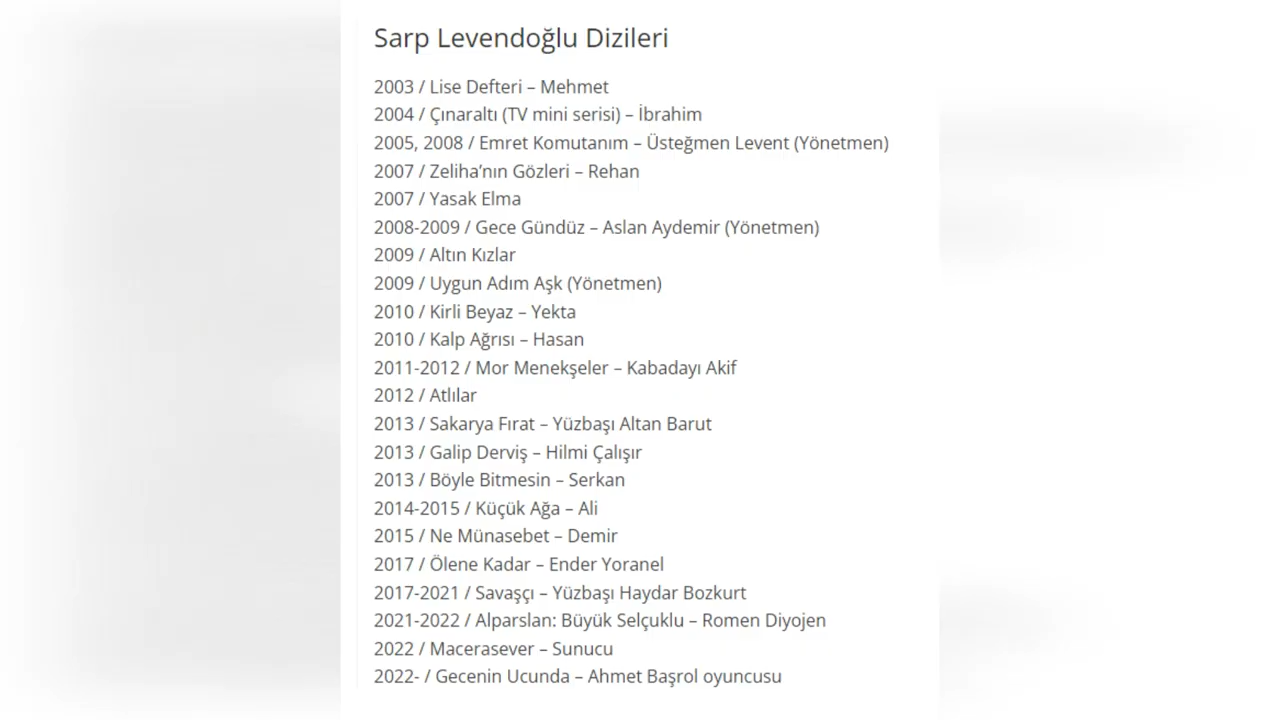 Sarp Levendoğlu Dizileri
2003 / Lise Defteri – Mehmet
2004 / Çınaraltı (TV mini serisi) – İbrahim
2005, 2008 / Emret Komutanım – Üsteğmen Levent (Yönetmen)
2007 / Zeliha’nın Gözleri – Rehan
2007 / Yasak Elma
2008-2009 / Gece Gündüz – Aslan Aydemir (Yönetmen)
2009 / Altın Kızlar
2009 / Uygun Adım Aşk (Yönetmen)
2010 / Kirli Beyaz – Yekta
2010 / Kalp Ağrısı – Hasan
2011-2012 / Mor Menekşeler – Kabadayı Akif
2012 / Atlılar
2013 / Sakarya Fırat – Yüzbaşı Altan Barut
2013 / Galip Derviş – Hilmi Çalışır
2013 / Böyle Bitmesin – Serkan
2014-2015 / Küçük Ağa – Ali
2015 / Ne Münasebet – Demir
2017 / Ölene Kadar – Ender Yoranel
2017-2021 / Savaşçı – Yüzbaşı Haydar Bozkurt
2021-2022 / Alparslan: Büyük Selçuklu – Romen Diyojen
2022 / Macerasever – Sunucu
2022- / Gecenin Ucunda – Ahmet Başrol oyuncusu